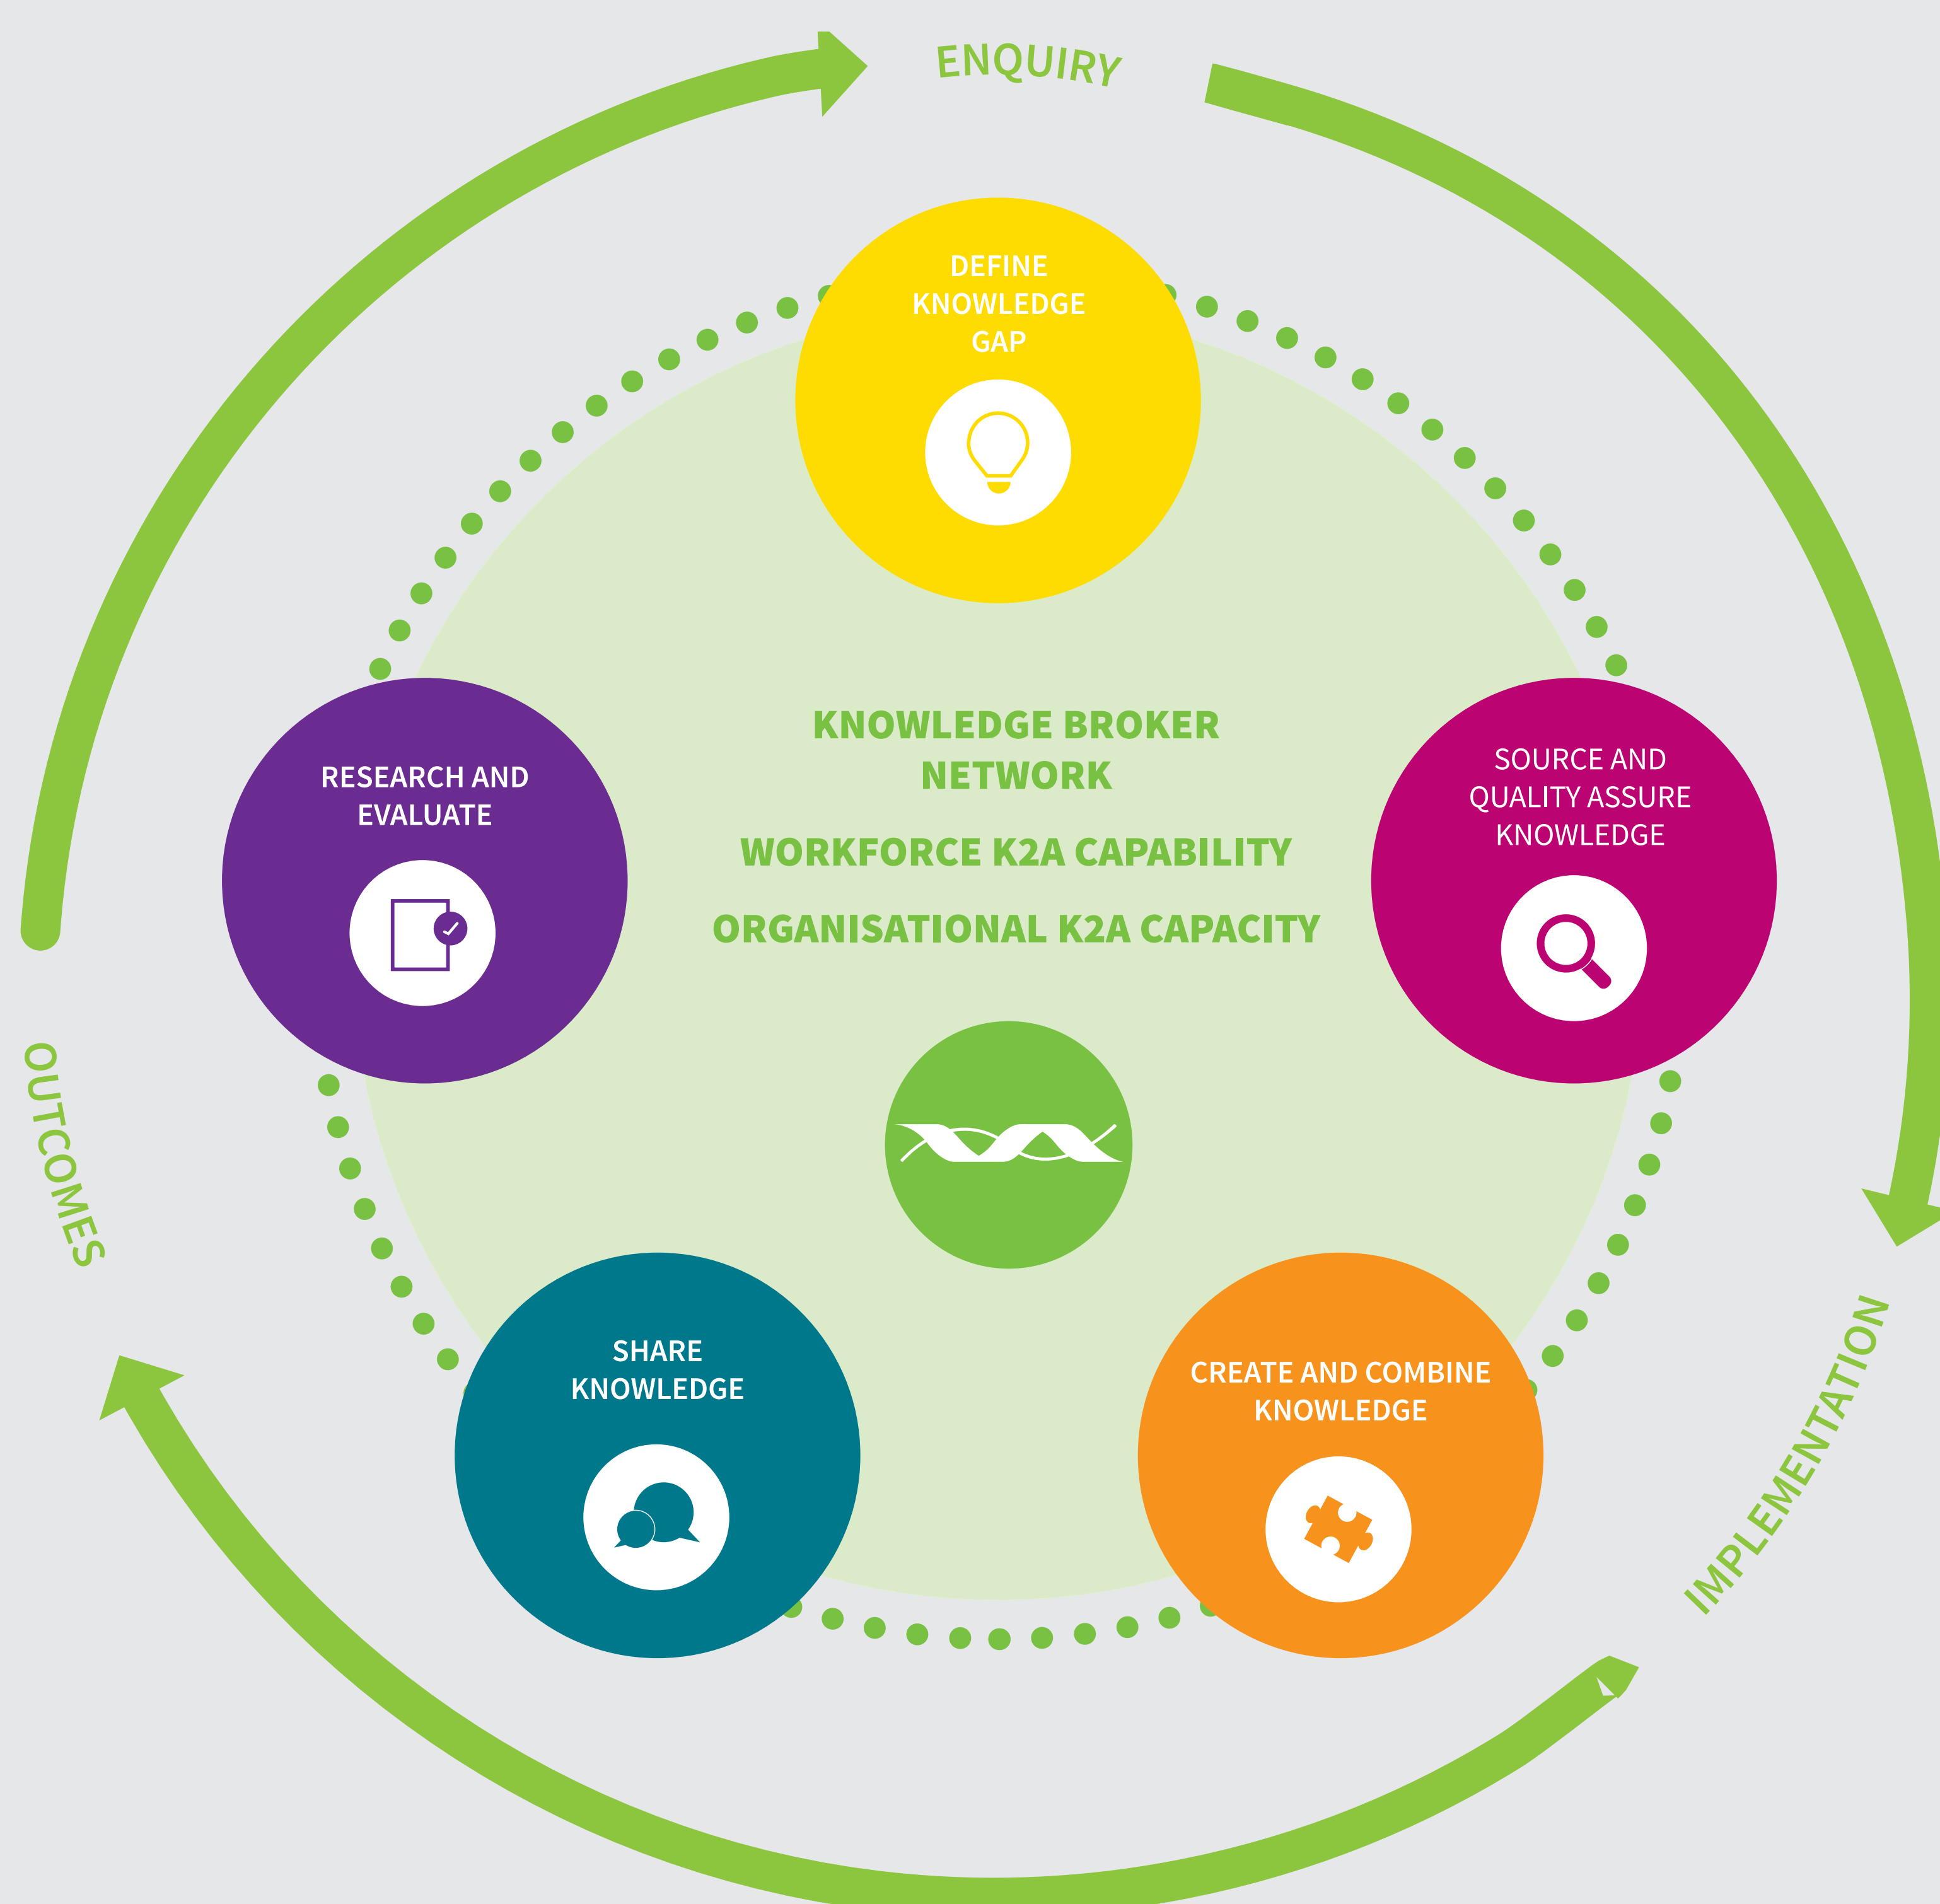 ENQUIRY
DEFINE
KNOWLEDGE
GAP
KNOWLEDGE BROKER
NETWORK
WORKFORCE K2A CAPABILITY
ORGANISATIONAL K2A CAPACITY
SOURCE AND
QUALITY ASSURE
KNOWLEDGE
RESEARCH AND
EVALUATE
CREATE AND COMBINE
KNOWLEDGE
SHARE
KNOWLEDGE
IMPLEMENTATION
OUTCOMES